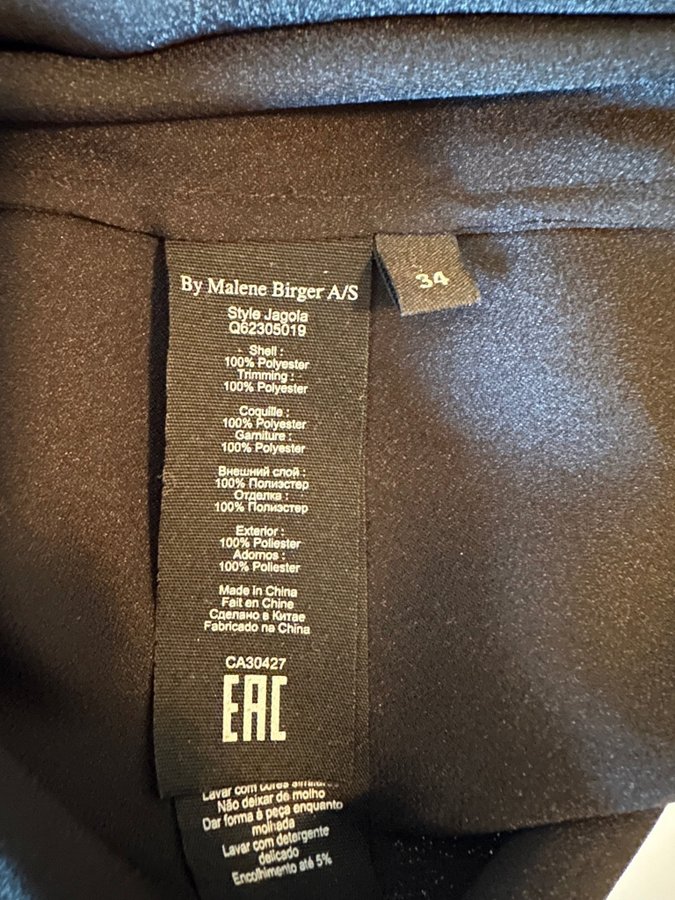 By Malene Birger A/S
Style Jagola
Q62305019
Shell :
100% Polyester
Trimming :
100% Polyester
Coquille :
100% Polyester
Garniture :
100% Polyester
Внешний слой :
100% Полиэстер
Отделка :
100% Полиэстер
Exterior :
100% Poliester
Adornos :
100% Poliester
Made in China
Fait en Chine
Сделано в Китае
Fabricado na China
CA30427
EAC
34
Lavar com cores
Não deixar de molho
Dar forma à peça enquanto
molhada
Lavar com detergente
delicado
Encolhimento até 5%